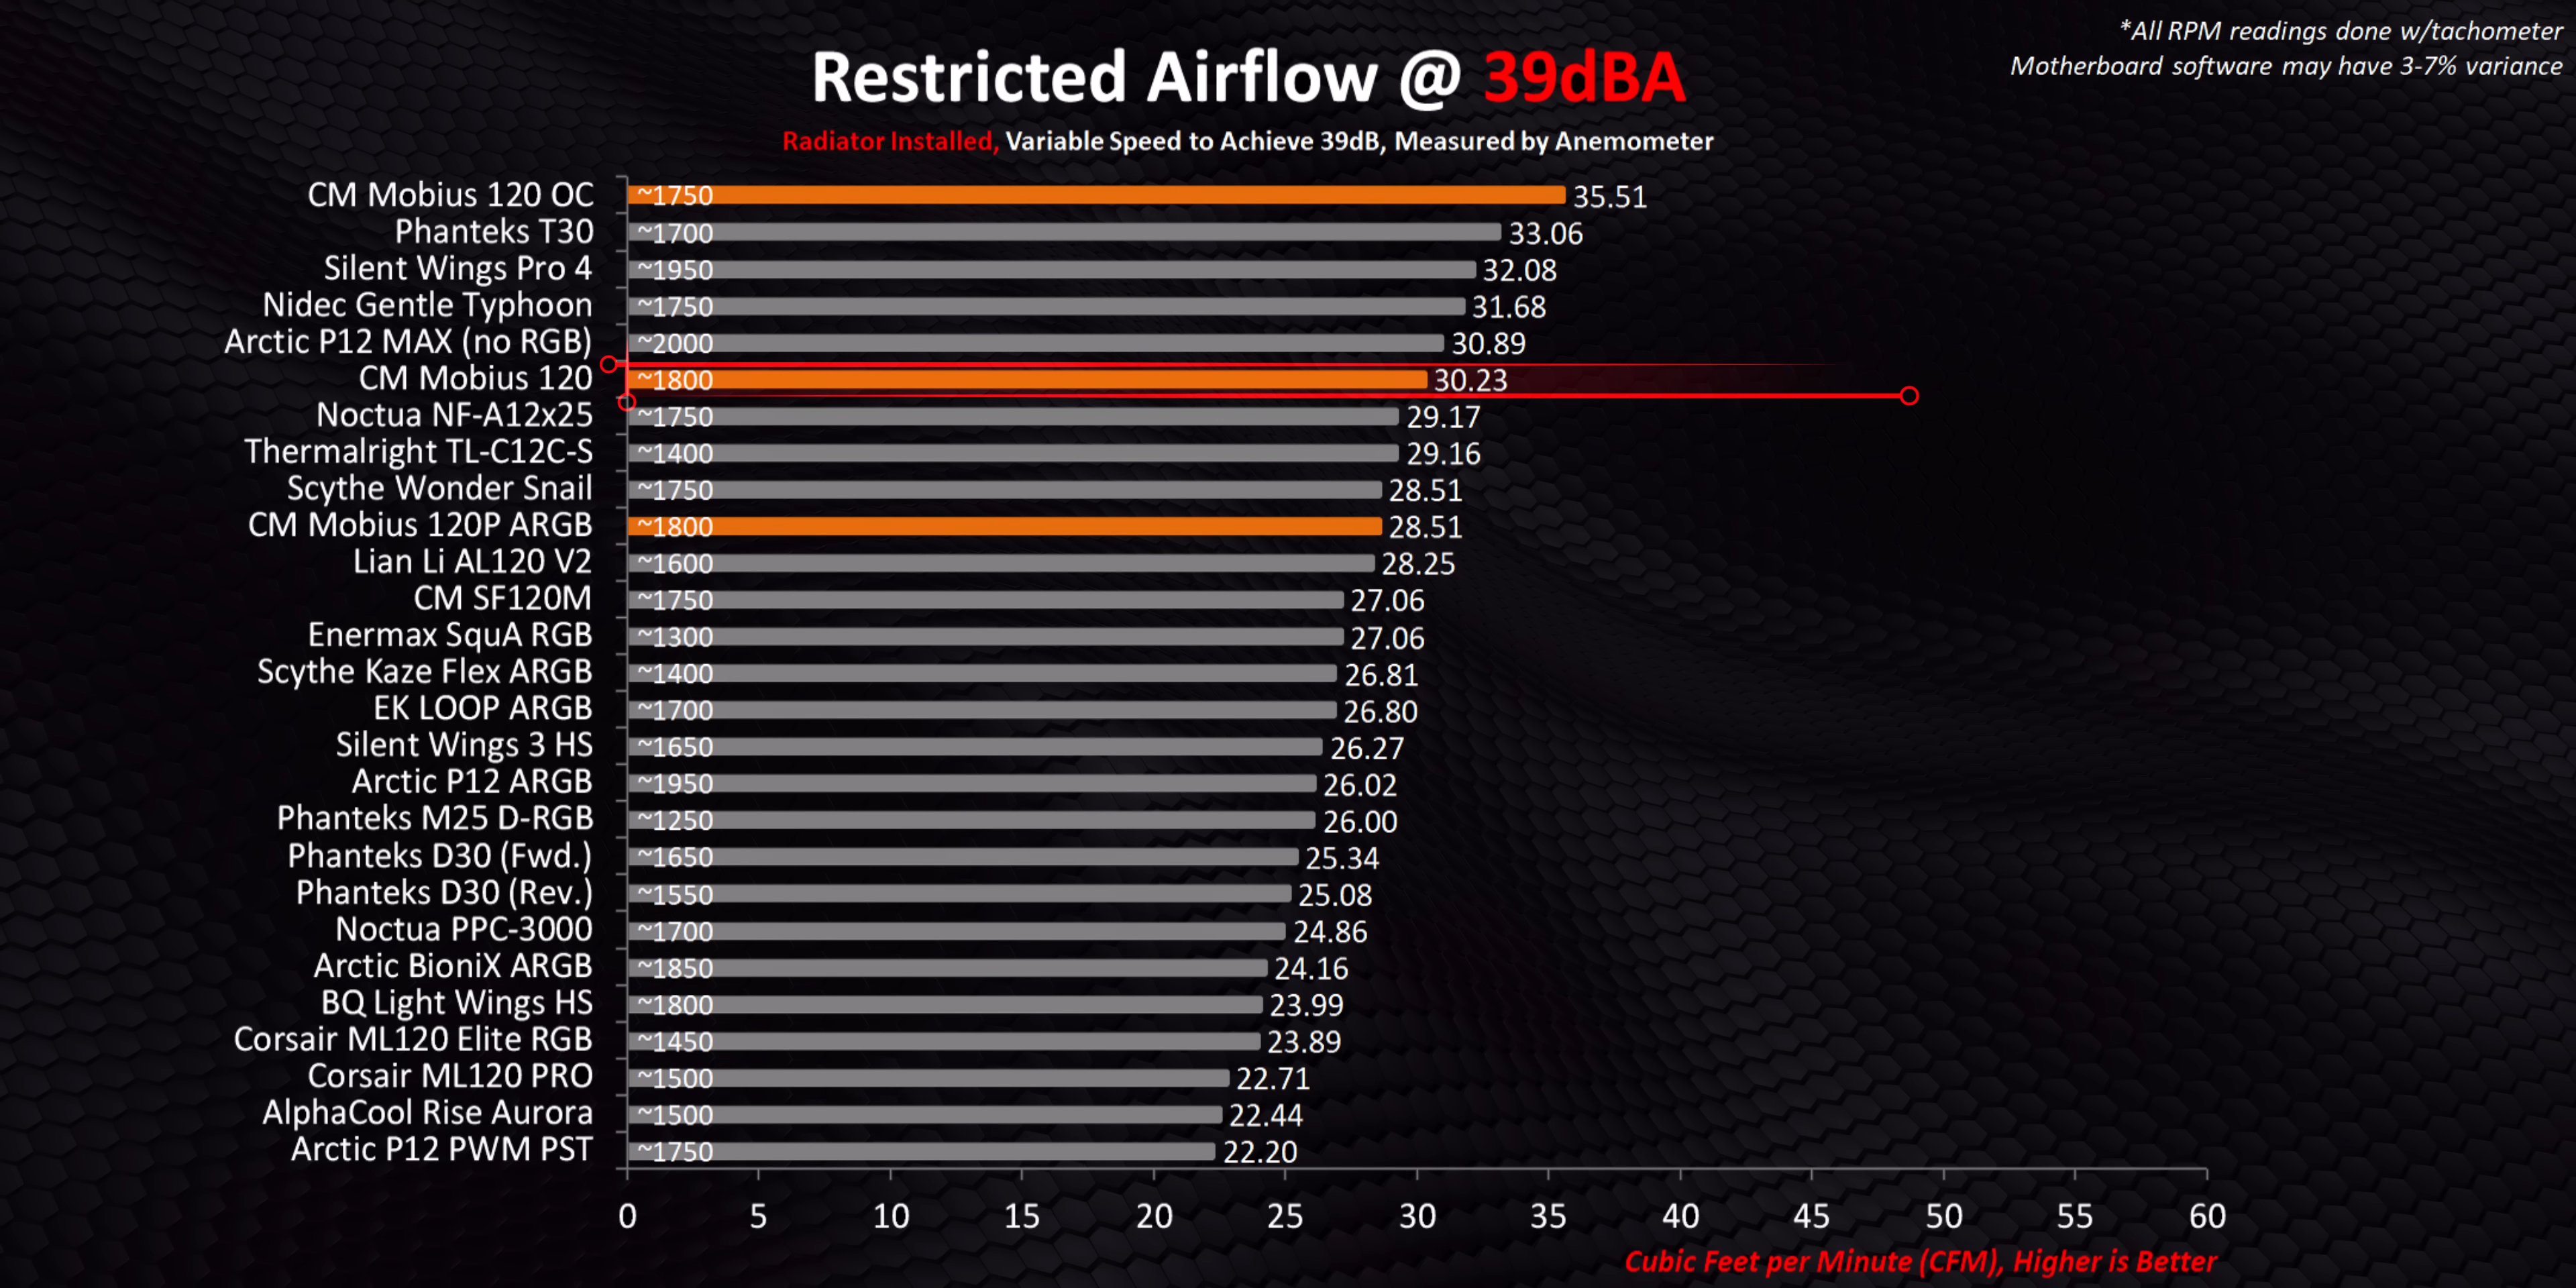 *All RPM readings done w/tachometer
Motherboard software may have 3-7% variance
Restricted Airflow @ 39dBA
Radiator Installed, Variable Speed to Achieve 39dB, Measured by Anemometer
CM Mobius 120 OC ~1750 35.51
Phanteks T30 ~1700 33.06
Silent Wings Pro 4 ~1950 32.08
Nidec Gentle Typhoon ~1750 31.68
Arctic P12 MAX (no RGB) ~2000 30.89
CM Mobius 120 ~1800 30.23
Noctua NF-A12x25 ~1750 29.17
Thermalright TL-C12C-S ~1400 29.16
Scythe Wonder Snail ~1750 28.51
CM Mobius 120P ARGB ~1800 28.51
Lian Li AL120 V2 ~1600 28.25
CM SF120M ~1750 27.06
Enermax SquA RGB ~1300 27.06
Scythe Kaze Flex ARGB ~1400 26.81
EK LOOP ARGB ~1700 26.80
Silent Wings 3 HS ~1650 26.27
Arctic P12 ARGB ~1950 26.02
Phanteks M25 D-RGB ~1250 26.00
Phanteks D30 (Fwd.) ~1650 25.34
Phanteks D30 (Rev.) ~1550 25.08
Noctua PPC-3000 ~1700 24.86
Arctic BioniX ARGB ~1850 24.16
BQ Light Wings HS ~1800 23.99
Corsair ML120 Elite RGB ~1450 23.89
Corsair ML120 PRO ~1500 22.71
AlphaCool Rise Aurora ~1500 22.44
Arctic P12 PWM PST ~1750 22.20
0 5 10 15 20 25 30 35 40 45 50 55 60
Cubic Feet per Minute (CFM), Higher is Better